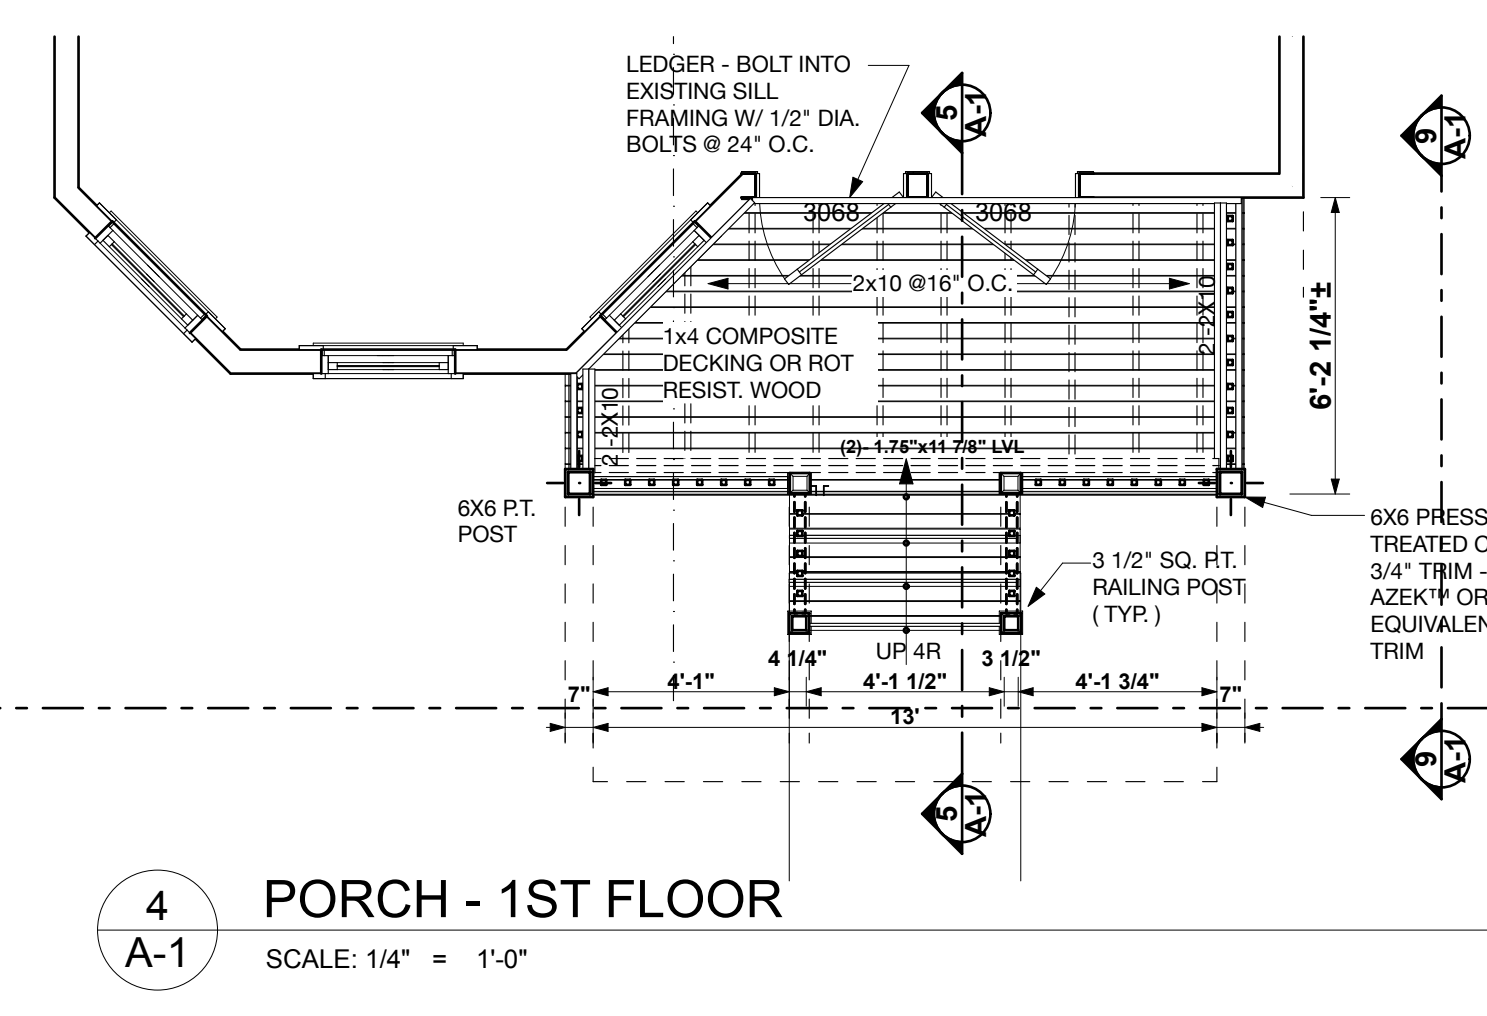 LEDGER - BOLT INTO
EXISTING SILL
FRAMING W/ 1/2" DIA.
BOLTS @ 24" O.C.
5
A-1
9
A-1
3068
3068
2x10 @16" O.C.
2 -2X10
6'-2 1/4"±
1x4 COMPOSITE
DECKING OR ROT
RESIST. WOOD
2 -2X10
(2)- 1.75"x11 7/8" LVL
6X6 P.T.
POST
6X6 PRESS
TREATED C
3/4" TRIM -
AZEK™ OR
EQUIVALEN
TRIM
3 1/2" SQ. P.T.
RAILING POST
( TYP. )
UP 4R
4 1/4"
3 1/2"
7"
4'-1"
4'-1 1/2"
4'-1 3/4"
7"
13'
5
A-1
9
A-1
4
A-1
PORCH - 1ST FLOOR
SCALE: 1/4" = 1'-0"